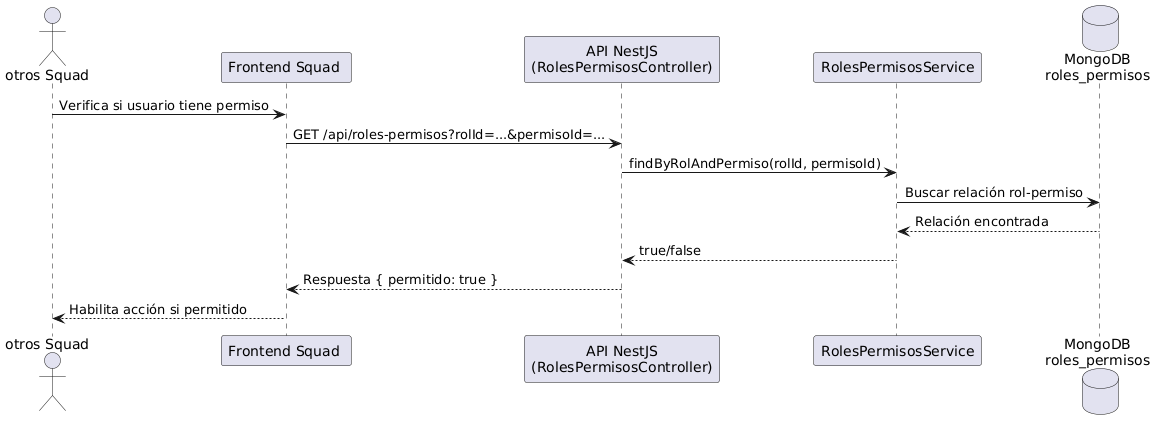 otros Squad
Frontend Squad
API NestJS
(RolesPermisosController)
RolesPermisosService
MongoDB
roles_permisos
Verifica si usuario tiene permiso
GET /api/roles-permisos?rolId=...&permisoId=...
findByRolAndPermiso(rolId, permisoId)
Buscar relación rol-permiso
Relación encontrada
true/false
Respuesta { permitido: true }
Habilita acción si permitido
otros Squad
Frontend Squad
API NestJS
(RolesPermisosController)
RolesPermisosService
MongoDB
roles_permisos